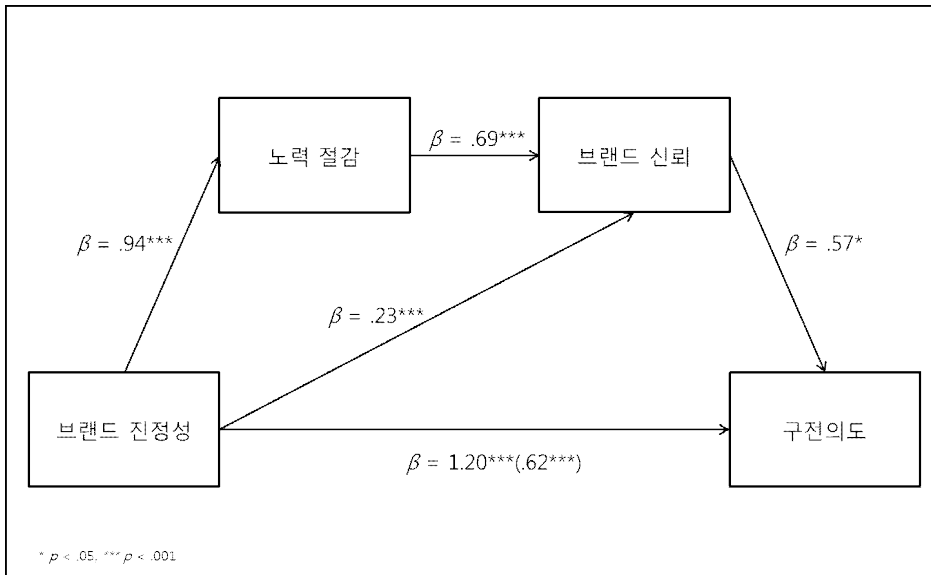 노력 절감
β = .69***
브랜드 신뢰
β = .94***
β = .57*
β = .23***
브랜드 진정성
구전의도
β = 1.20***(.62***)
* p < .05, *** p < .001